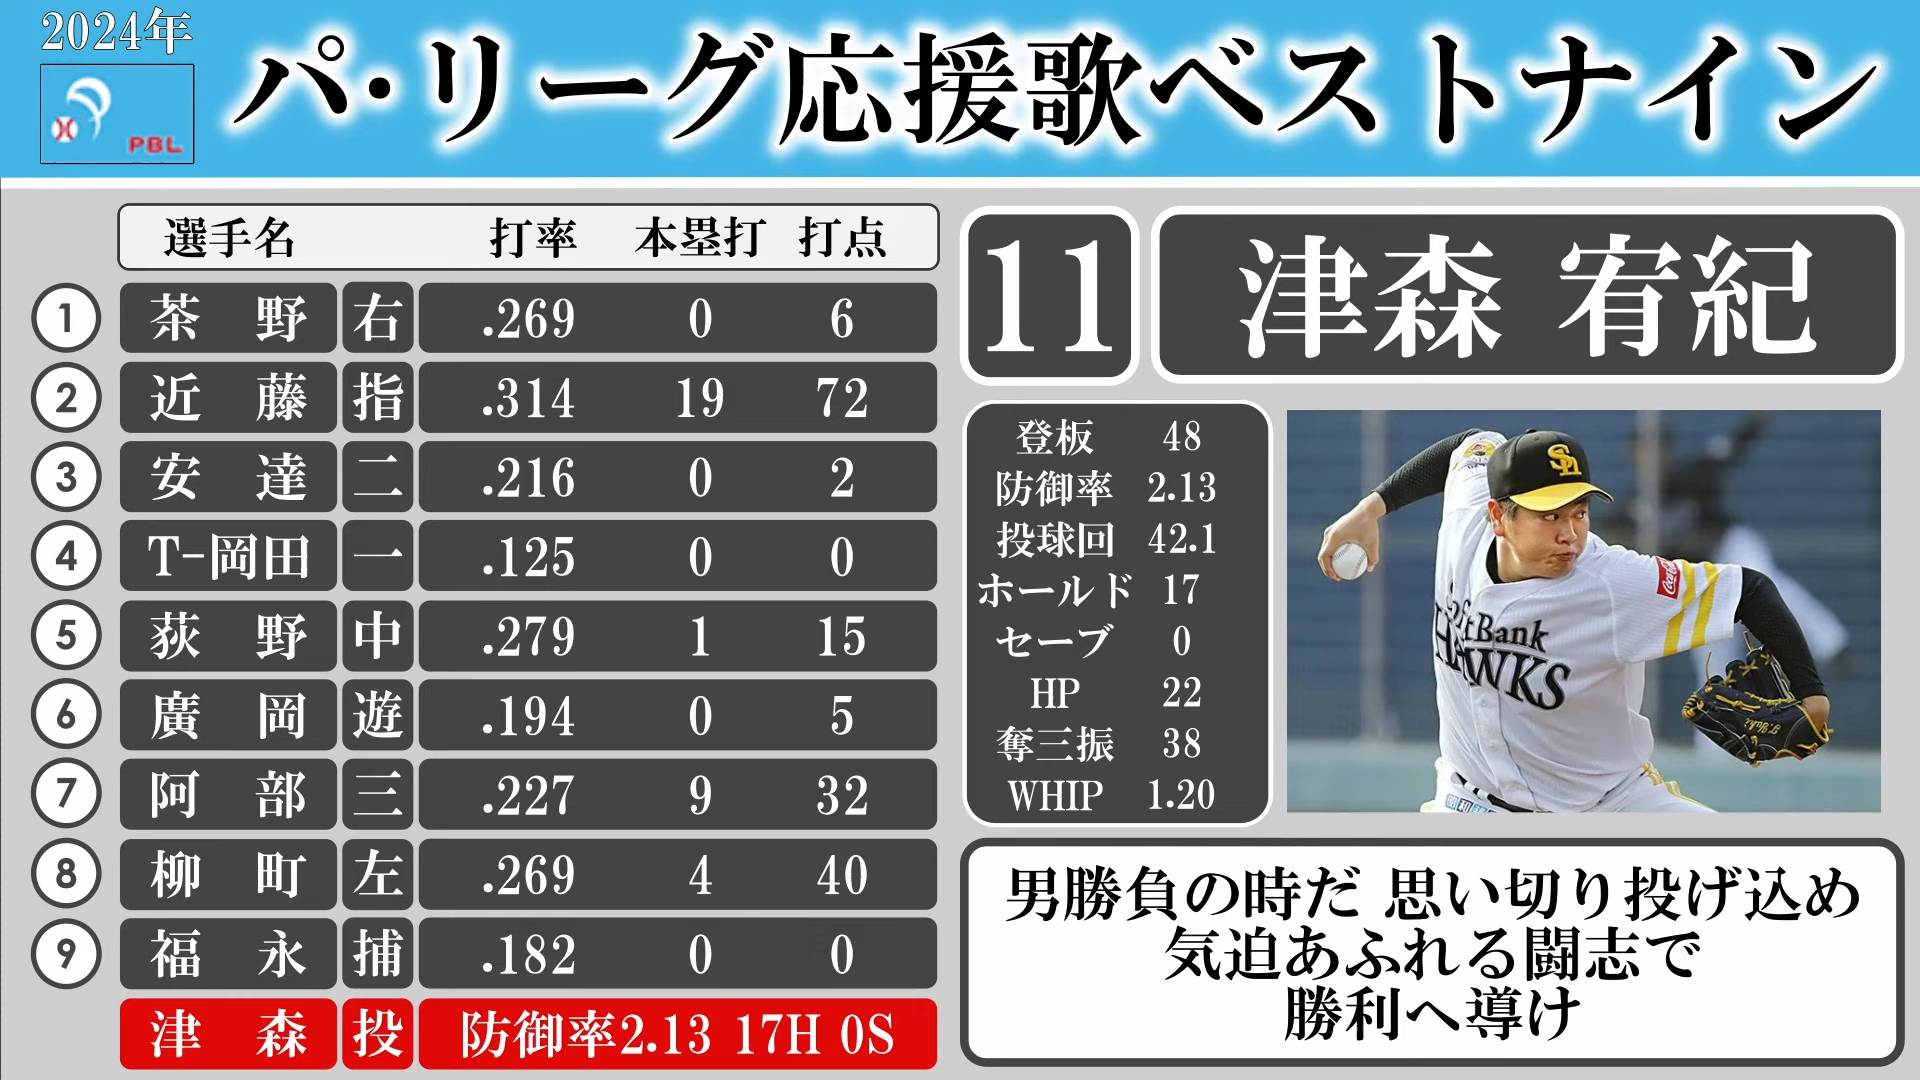 2024年
PBL
パ・リーグ応援歌ベストナイン
選手名 打率 本塁打 打点
1 茶野 右 .269 0 6
2 近藤 指 .314 19 72
3 安達 二 .216 0 2
4 T-岡田 一 .125 0 0
5 荻野 中 .279 1 15
6 廣岡 遊 .194 0 5
7 阿部 三 .227 9 32
8 柳町 左 .269 4 40
9 福永 捕 .182 0 0
津森 投 防御率2.13 17H 0S
11 津森 宥紀
登板 48
防御率 2.13
投球回 42.1
ホールド 17
セーブ 0
HP 22
奪三振 38
WHIP 1.20
SH
Coca-Cola
SoftBank
HAWKS
男勝負の時だ 思い切り投げ込め
気迫あふれる闘志で
勝利へ導け